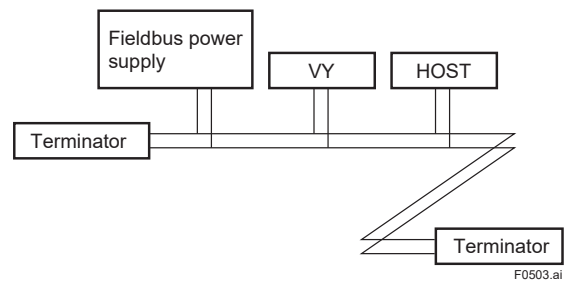 Fieldbus power
supply
VY
HOST
Terminator
Terminator
F0503.ai